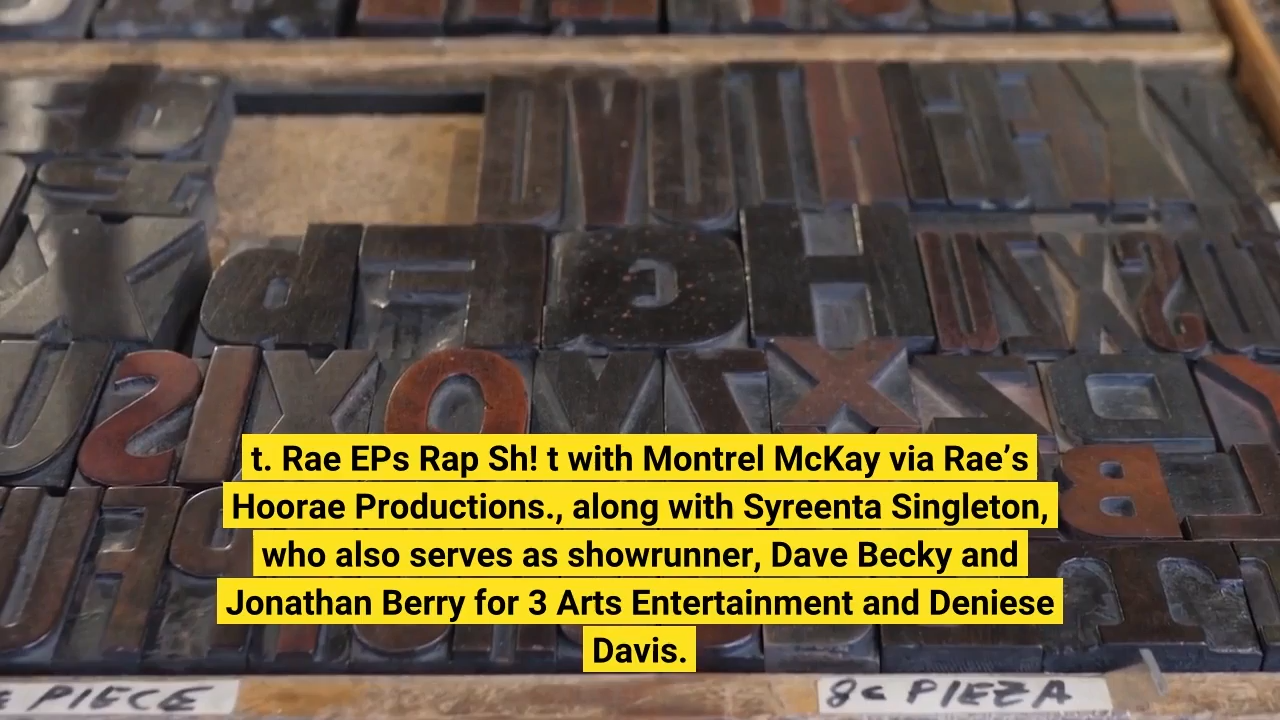 t. Rae EPs Rap Sh! t with Montrel McKay via Rae’s
Hoorae Productions., along with Syreenta Singleton,
who also serves as showrunner, Dave Becky and
Jonathan Berry for 3 Arts Entertainment and Deniese
Davis.
PIECE
8c PIEZA